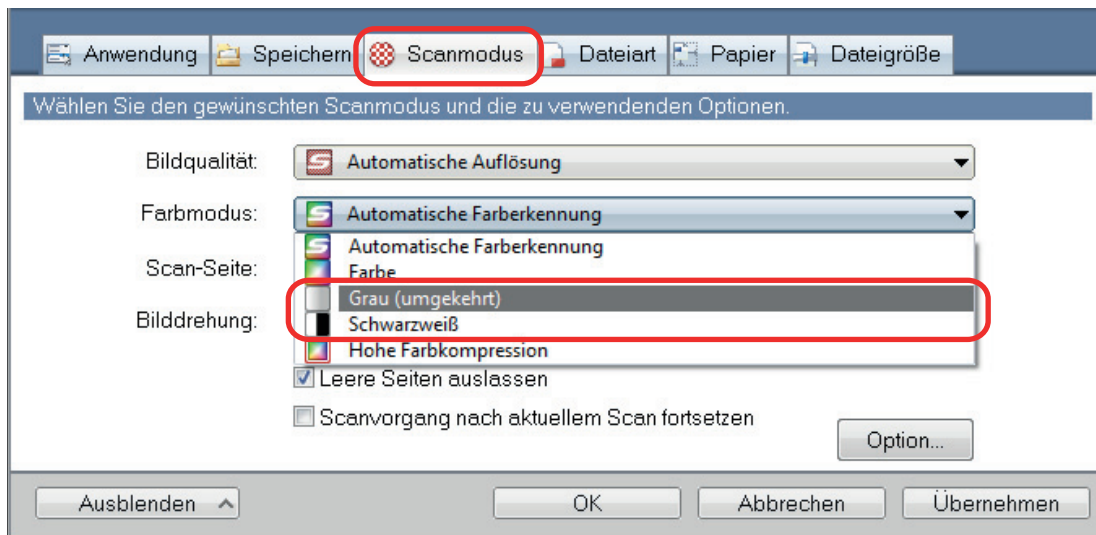 Anwendung Speichern Scanmodus Dateiart Papier Dateigröße
Wählen Sie den gewünschten Scanmodus und die zu verwendenden Optionen.
Bildqualität: Automatische Auflösung
Farbmodus: Automatische Farberkennung
Automatische Farberkennung
Scan-Seite: Farbe
Grau (umgekehrt)
Bilddrehung: Schwarzweiß
Hohe Farbkompression
Leere Seiten auslassen
Scanvorgang nach aktuellem Scan fortsetzen
Option...
Ausblenden OK Abbrechen Übernehmen